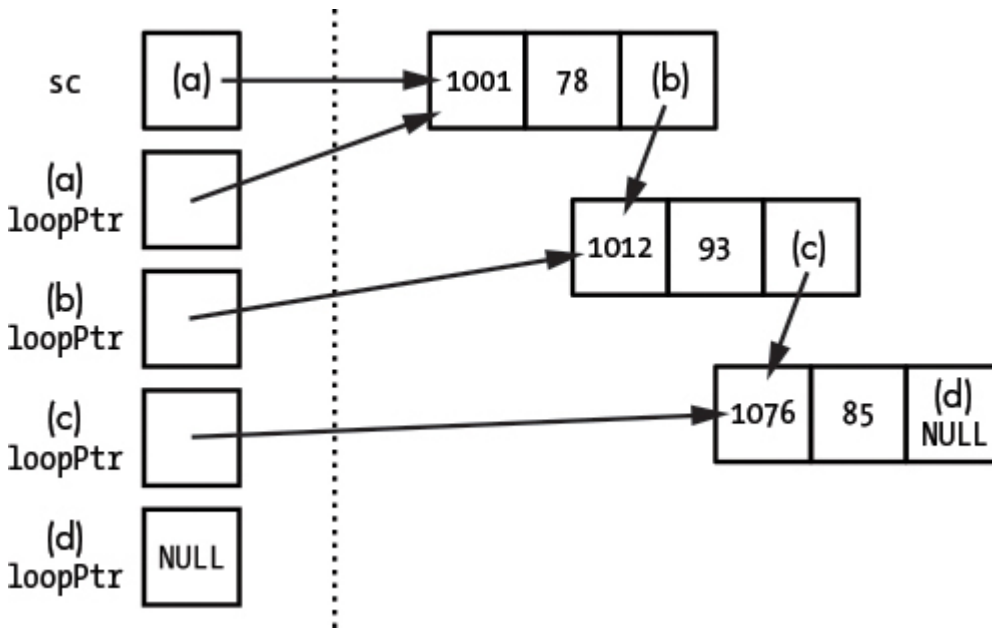 sc (a) 1001 78 (b)
(a)
loopPtr
1012 93 (c)
(b)
loopPtr
(c)
loopPtr
1076 85 (d)
NULL
(d)
loopPtr
NULL